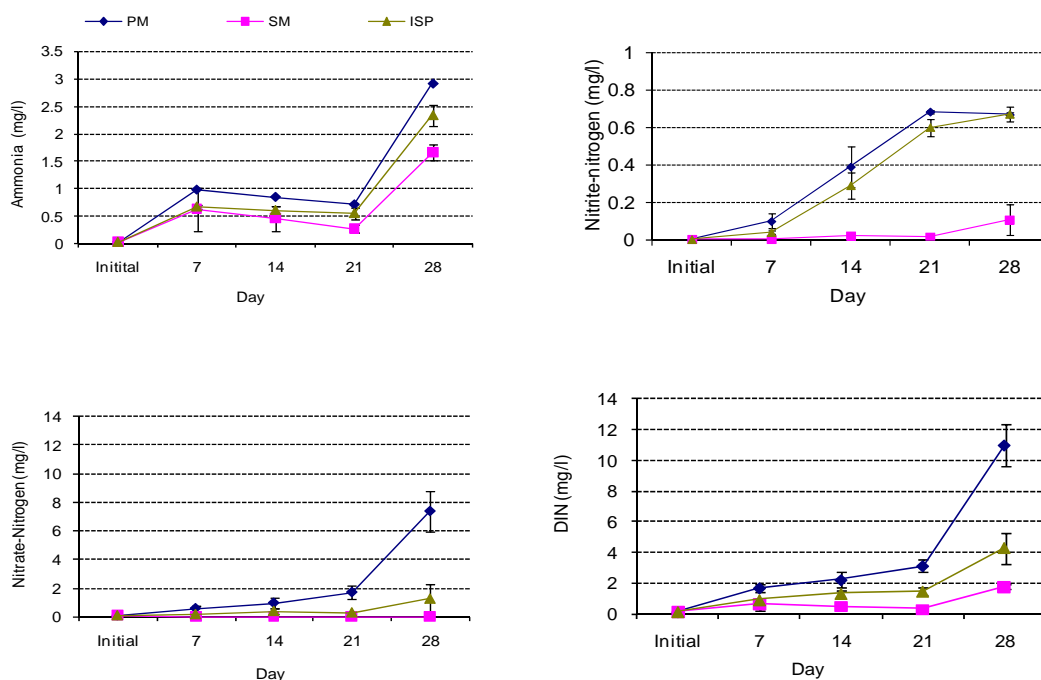 PM SM ISP
Ammonia (mg/l)
3.5
3
2.5
2
1.5
1
0.5
0
Initital 7 14 21 28
Day
Nitrite-nitrogen (mg/l)
1
0.8
0.6
0.4
0.2
0
Initial 7 14 21 28
Day
Nitrate-Nitrogen (mg/l)
14
12
10
8
6
4
2
0
Initial 7 14 21 28
Day
DIN (mg/l)
14
12
10
8
6
4
2
0
Initial 7 14 21 28
Day